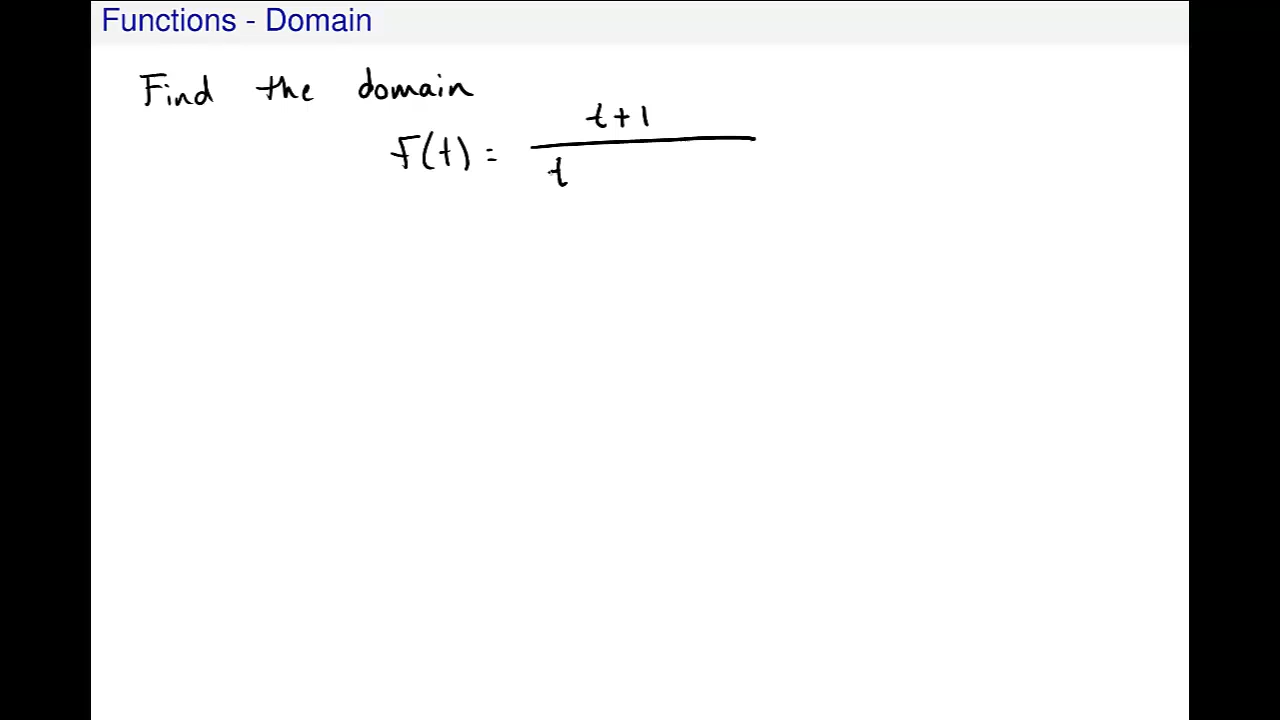 Functions - Domain
Find the domain
t+1
F(t) =
t